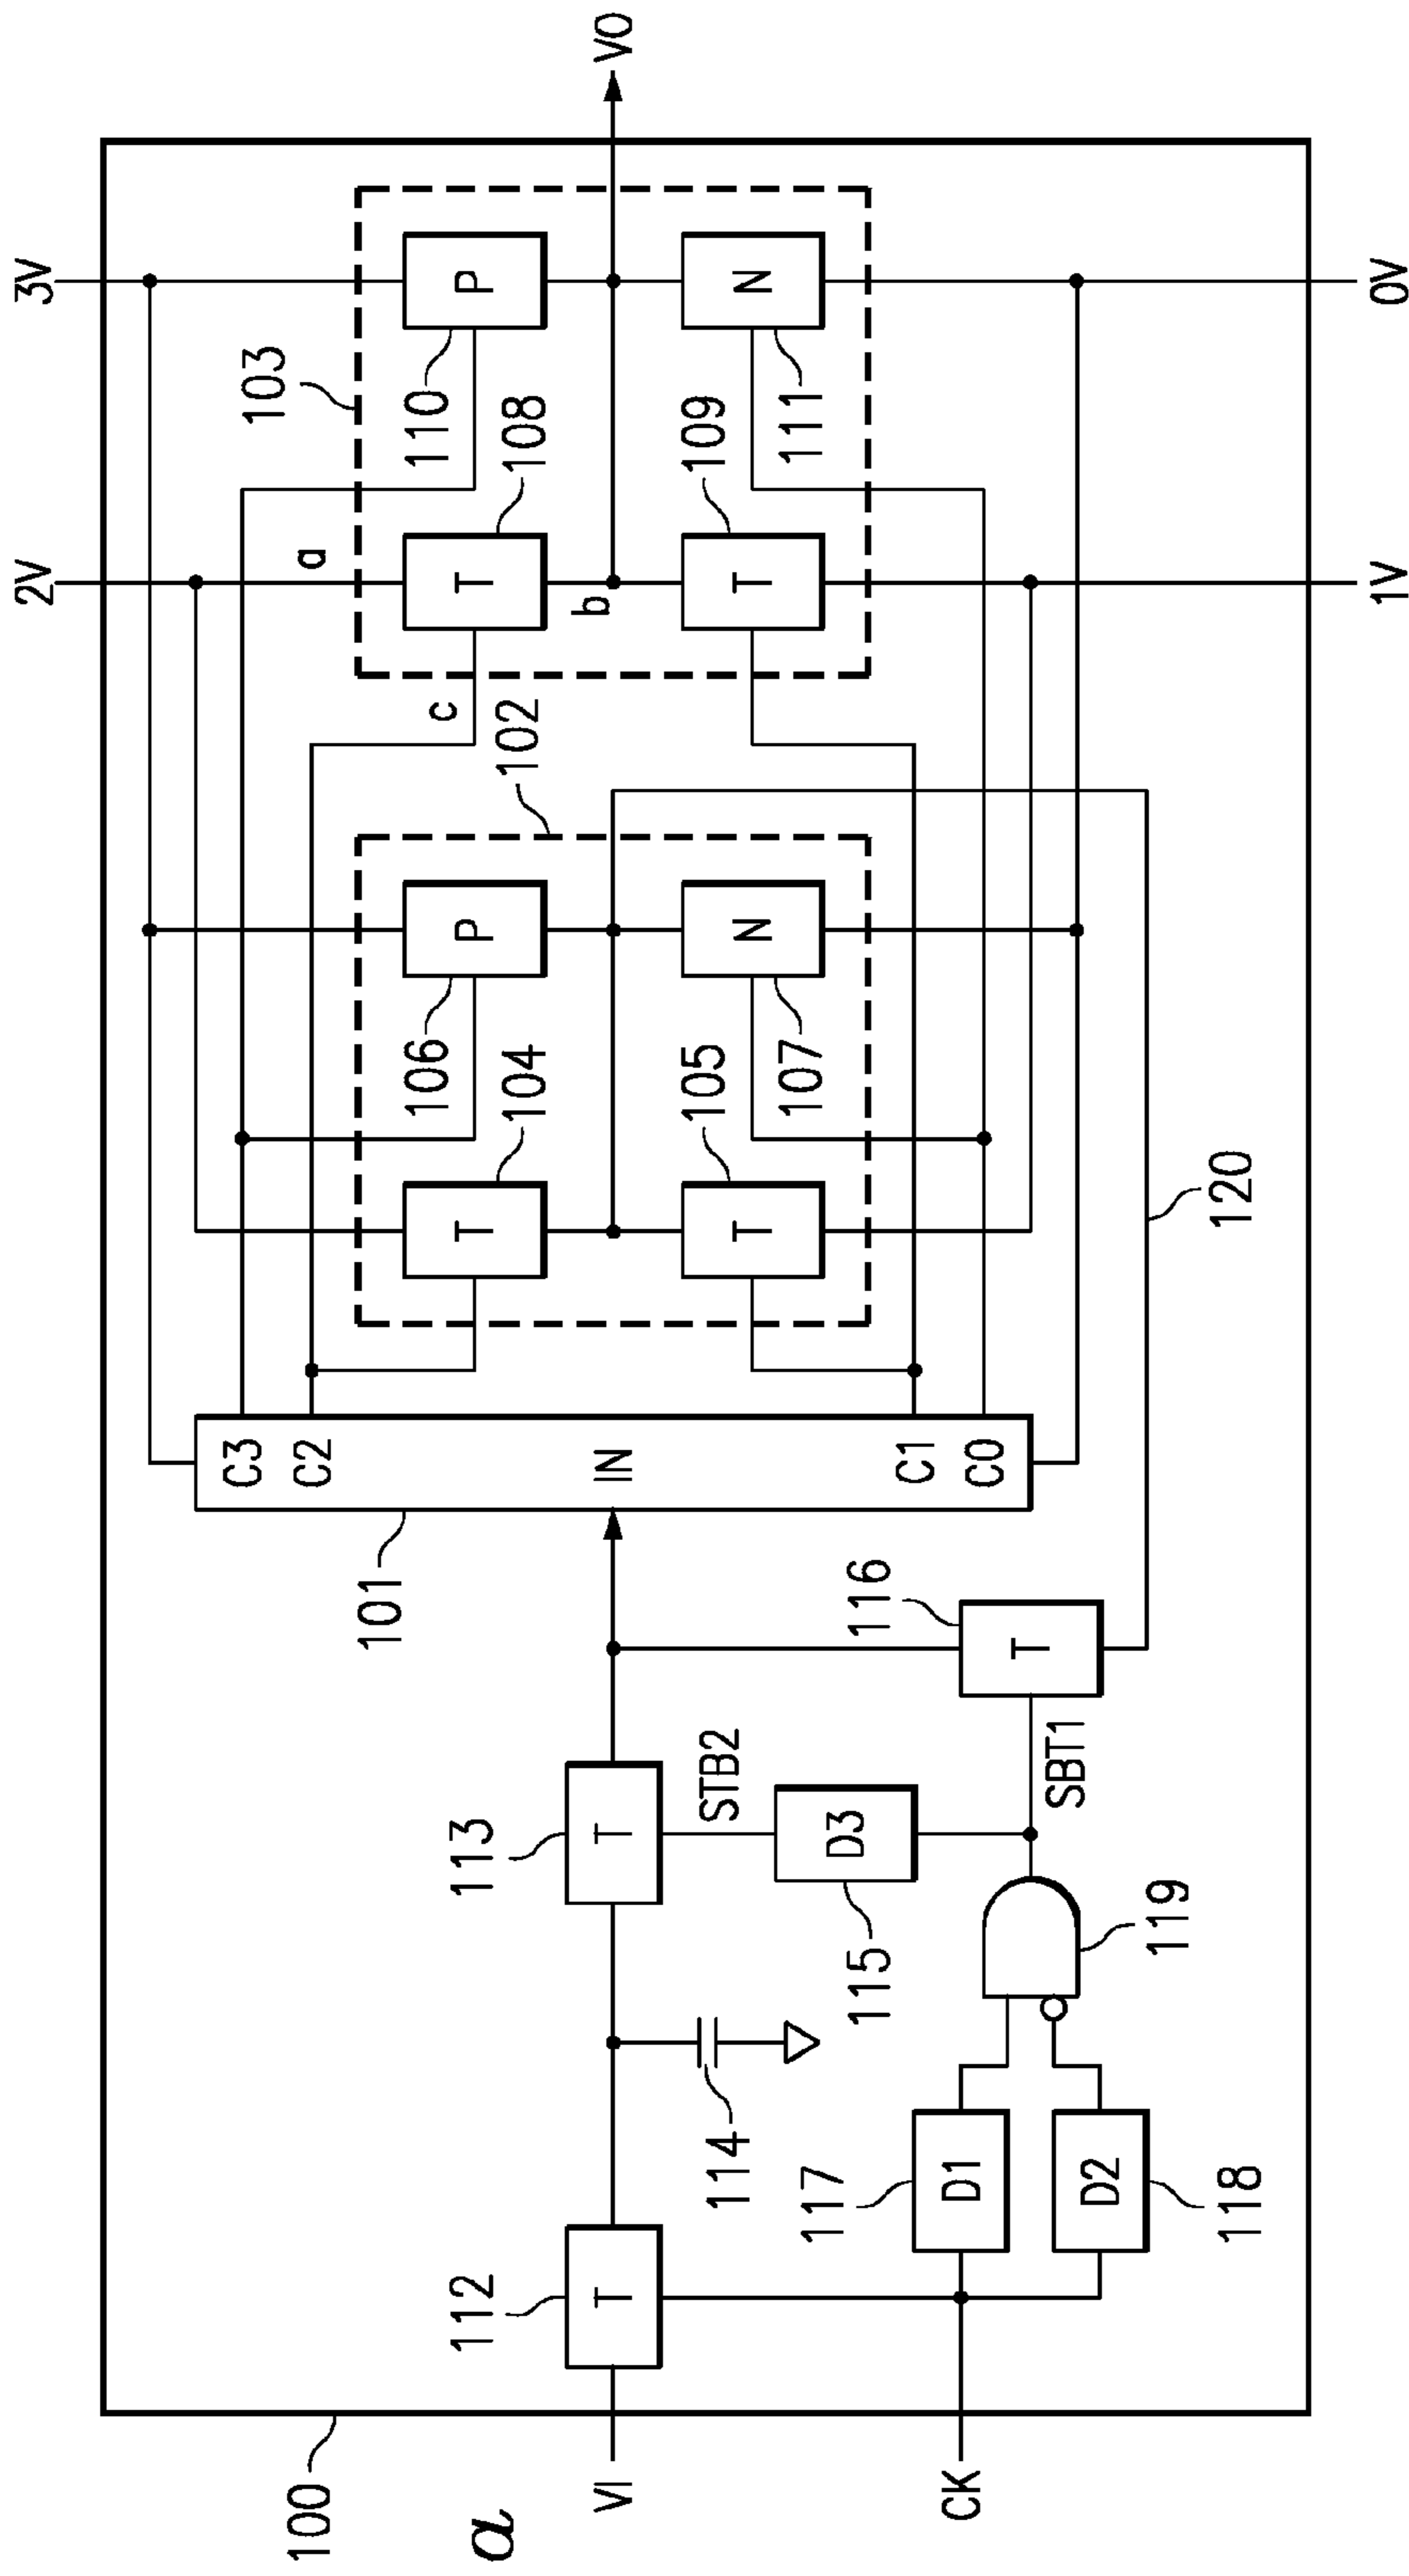 100
a
VI
CK
112
T
117
D1
118
D2
114
119
115
D3
STB2
SBT1
113
T
116
T
101
C3
C2
IN
C1
C0
120
102
104
T
105
T
106
P
107
N
103
c
a
b
108
T
109
T
110
P
111
N
2V
3V
1V
0V
VO